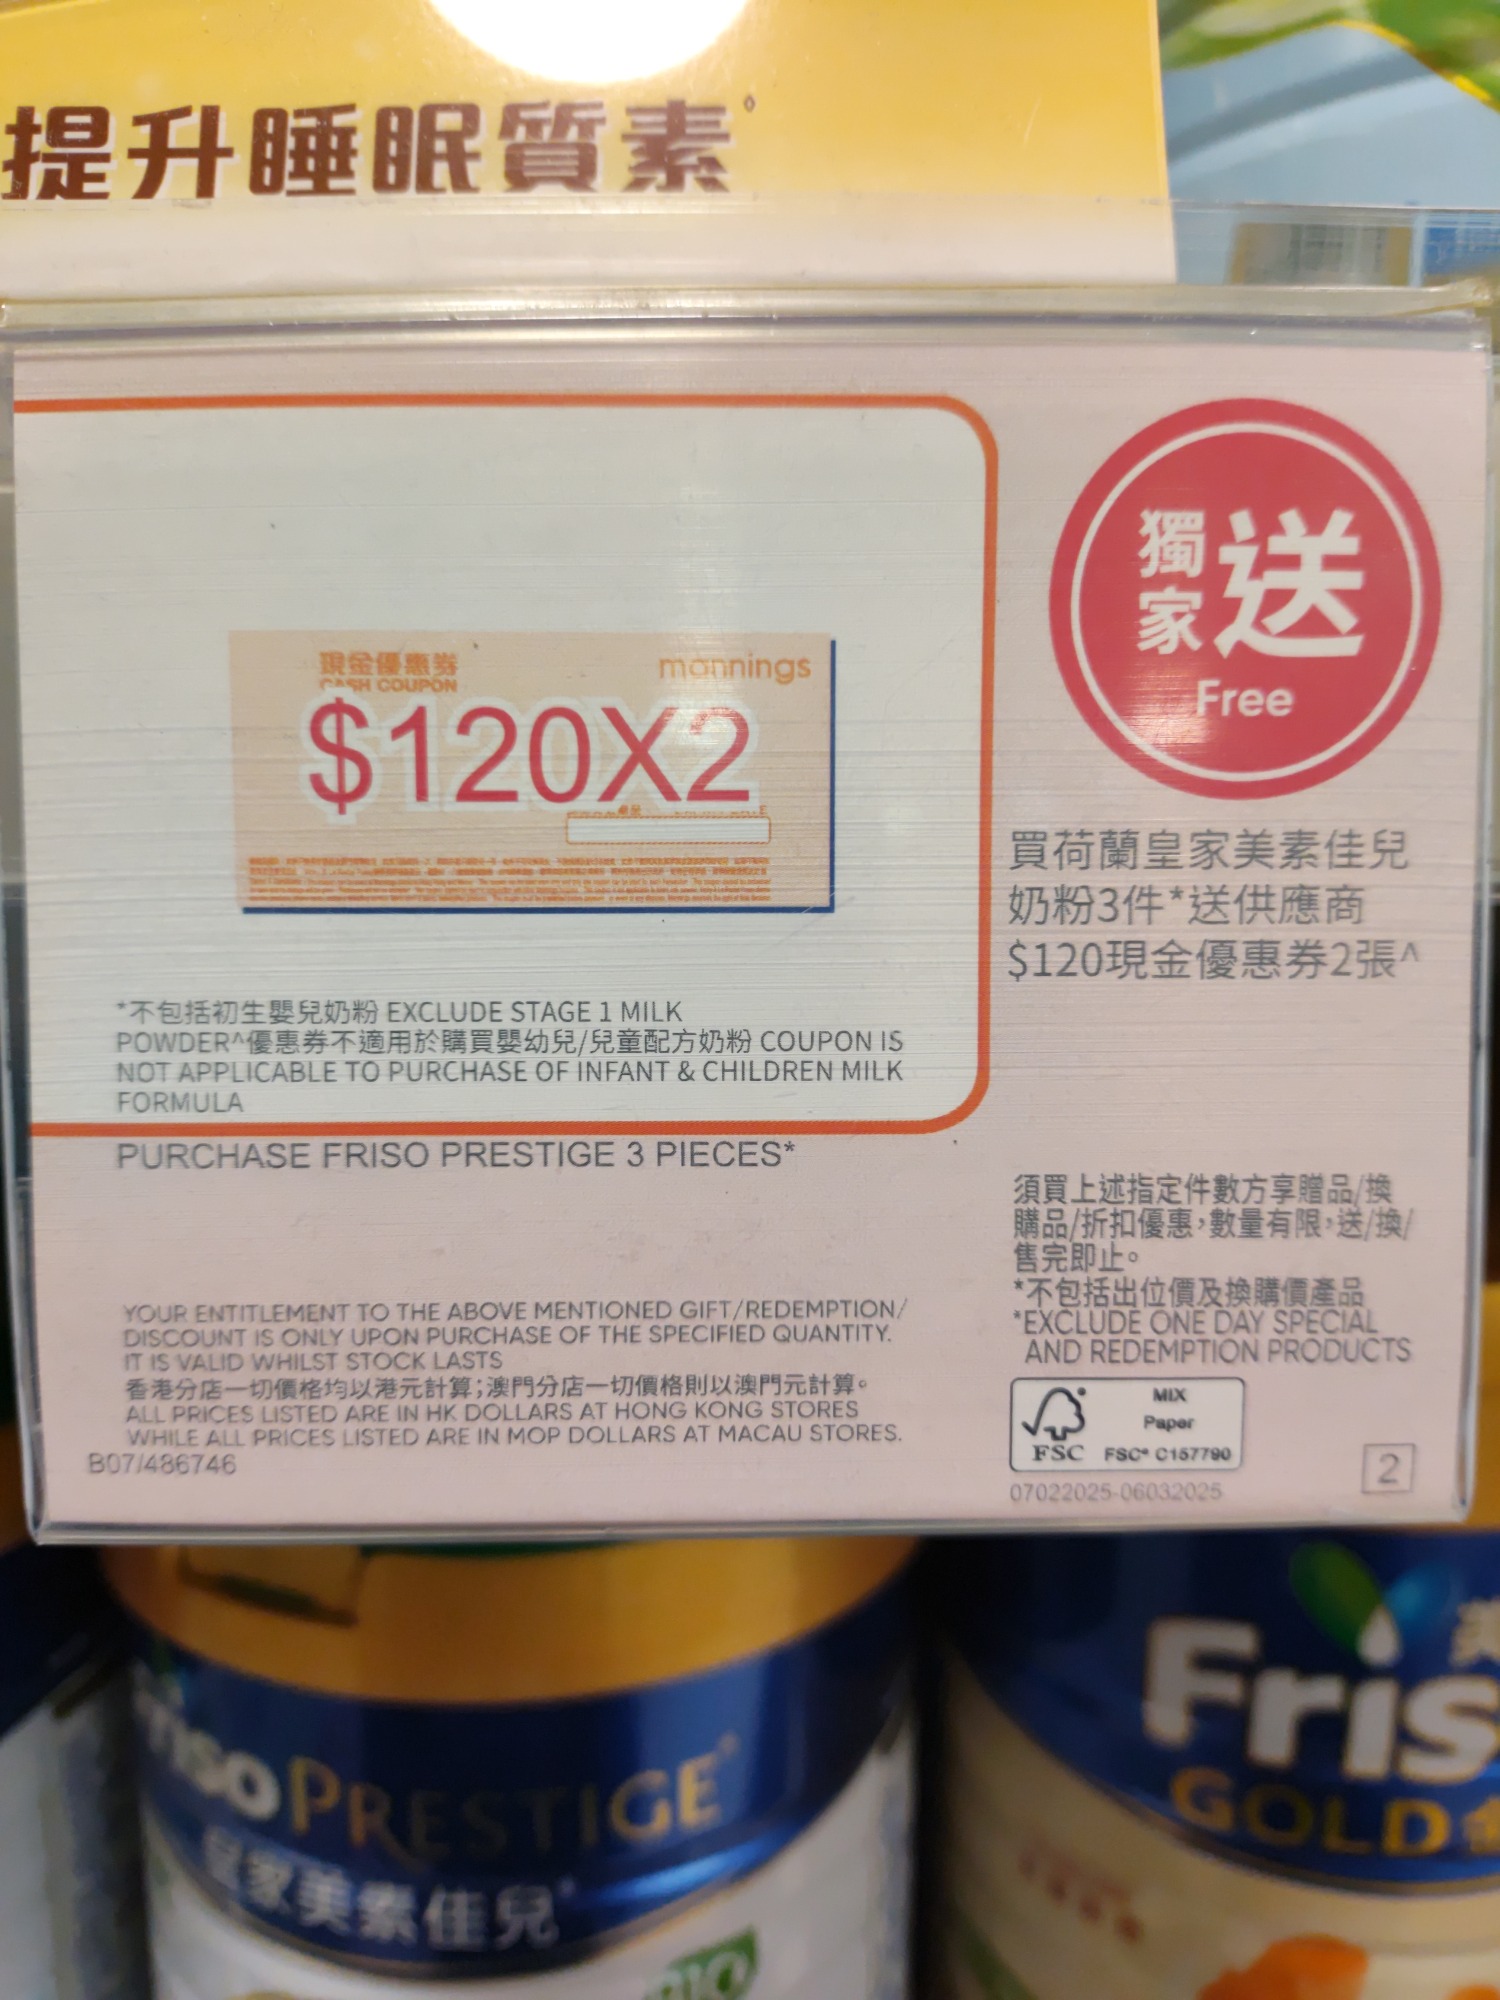 提升睡眠質素◊
獨家送
Free
現金優惠券
CASH COUPON
mannings
$120X2
買荷蘭皇家美素佳兒
奶粉3件*送供應商
$120現金優惠券2張^
*不包括初生嬰兒奶粉 EXCLUDE STAGE 1 MILK
POWDER^優惠券不適用於購買嬰幼兒/兒童配方奶粉 COUPON IS
NOT APPLICABLE TO PURCHASE OF INFANT & CHILDREN MILK
FORMULA
PURCHASE FRISO PRESTIGE 3 PIECES*
須買上述指定件數方享贈品/換
購品/折扣優惠，數量有限，送/換/
售完即止。
*不包括出位價及換購價產品
*EXCLUDE ONE DAY SPECIAL
AND REDEMPTION PRODUCTS
YOUR ENTITLEMENT TO THE ABOVE MENTIONED GIFT/REDEMPTION/
DISCOUNT IS ONLY UPON PURCHASE OF THE SPECIFIED QUANTITY.
IT IS VALID WHILST STOCK LASTS
香港分店一切價格均以港元計算;澳門分店一切價格則以澳門元計算。
ALL PRICES LISTED ARE IN HK DOLLARS AT HONG KONG STORES
WHILE ALL PRICES LISTED ARE IN MOP DOLLARS AT MACAU STORES.
B07/486746
MIX
Paper
FSC FSC® C157790
07022025-06032025
2
PRESTIGE
皇家美素佳兒
Fris
GOLD